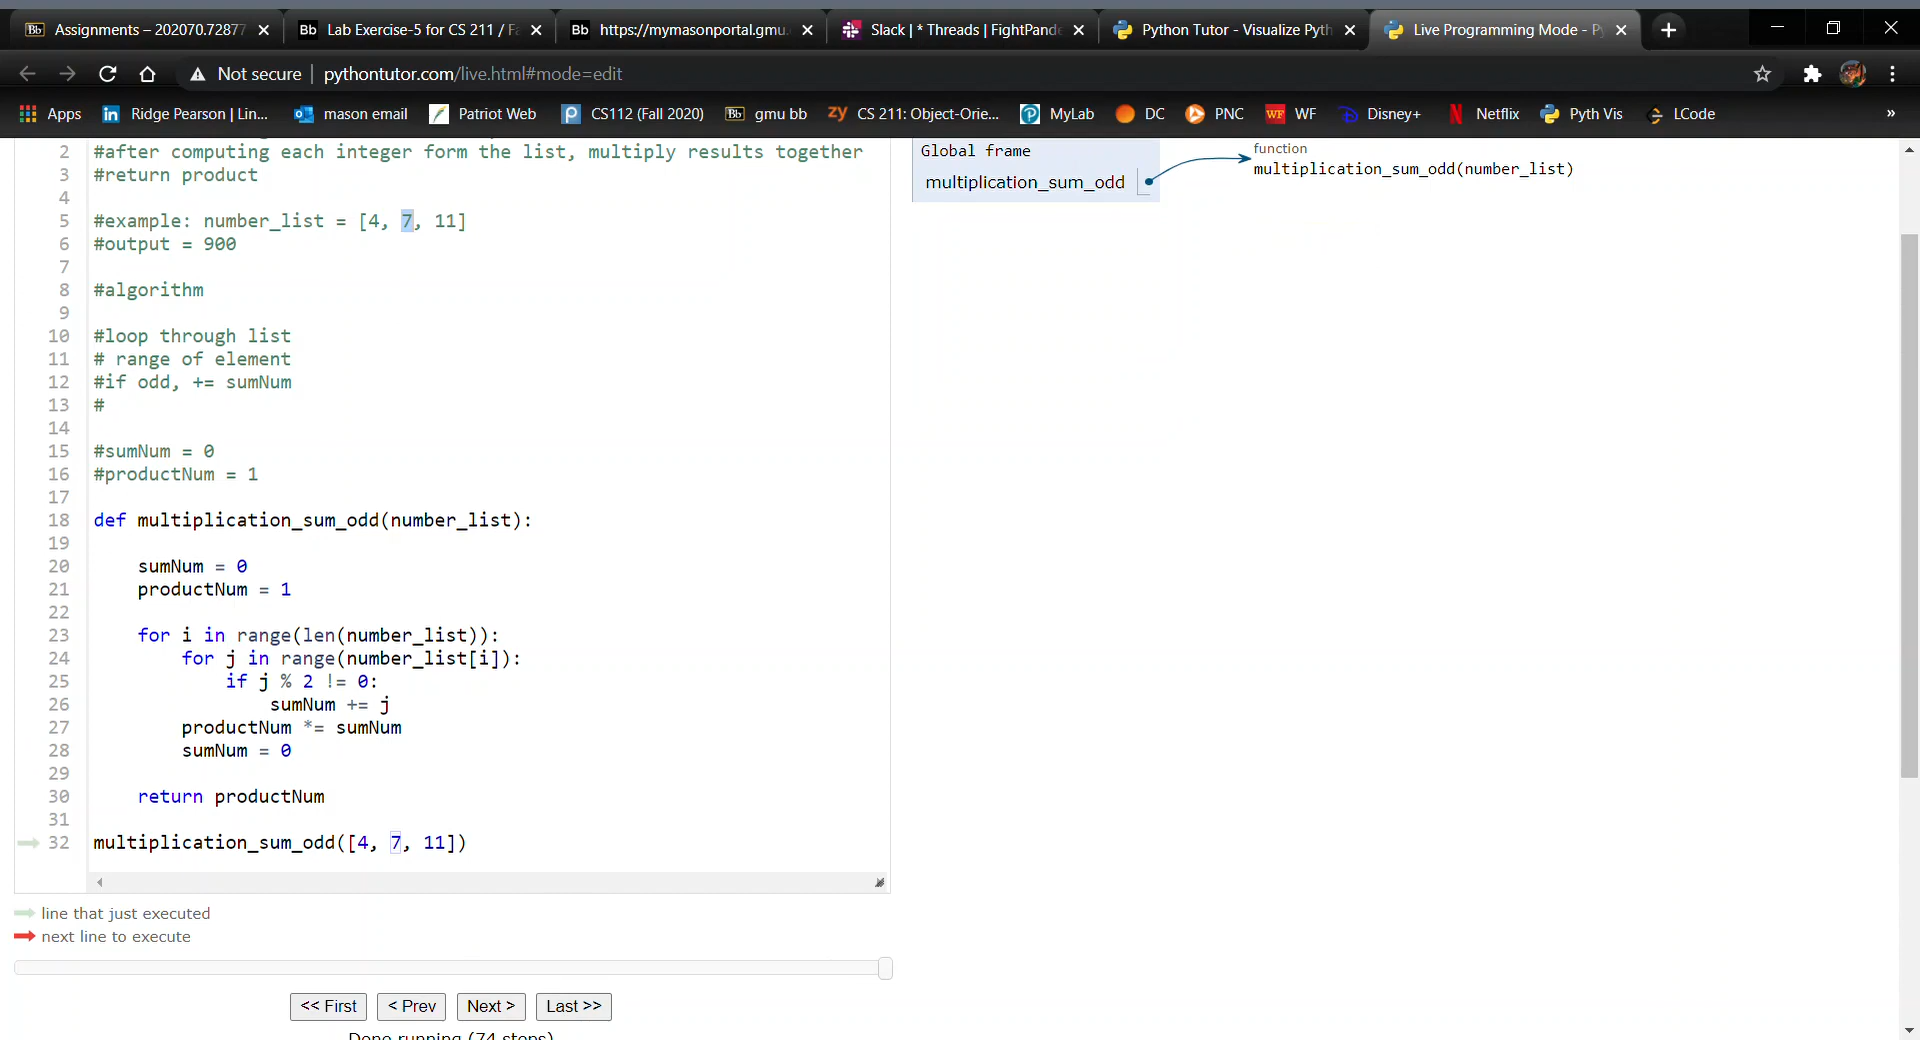 Assignments – 202070.72877
Lab Exercise-5 for CS 211 / Fa
https://mymasonportal.gmu.
Slack | * Threads | FightPande
Python Tutor - Visualize Pyth
Live Programming Mode - Py
Not secure | pythontutor.com/live.html#mode=edit
Apps
Ridge Pearson | Lin...
mason email
Patriot Web
CS112 (Fall 2020)
Bb gmu bb
zy CS 211: Object-Orie...
MyLab
DC
PNC
WF WF
Disney+
Netflix
Pyth Vis
LCode
»
2 #after computing each integer form the list, multiply results together
3 #return product
4
5 #example: number_list = [4, 7, 11]
6 #output = 900
7
8 #algorithm
9
10 #loop through list
11 # range of element
12 #if odd, += sumNum
13 #
14
15 #sumNum = 0
16 #productNum = 1
17
18 def multiplication_sum_odd(number_list):
19
20 sumNum = 0
21 productNum = 1
22
23 for i in range(len(number_list)):
24 for j in range(number_list[i]):
25 if j % 2 != 0:
26 sumNum += j
27 productNum *= sumNum
28 sumNum = 0
29
30 return productNum
31
32 multiplication_sum_odd([4, 7, 11])
Global frame
multiplication_sum_odd
function
multiplication_sum_odd(number_list)
line that just executed
next line to execute
<< First
< Prev
Next >
Last >>
Done running (74 steps)